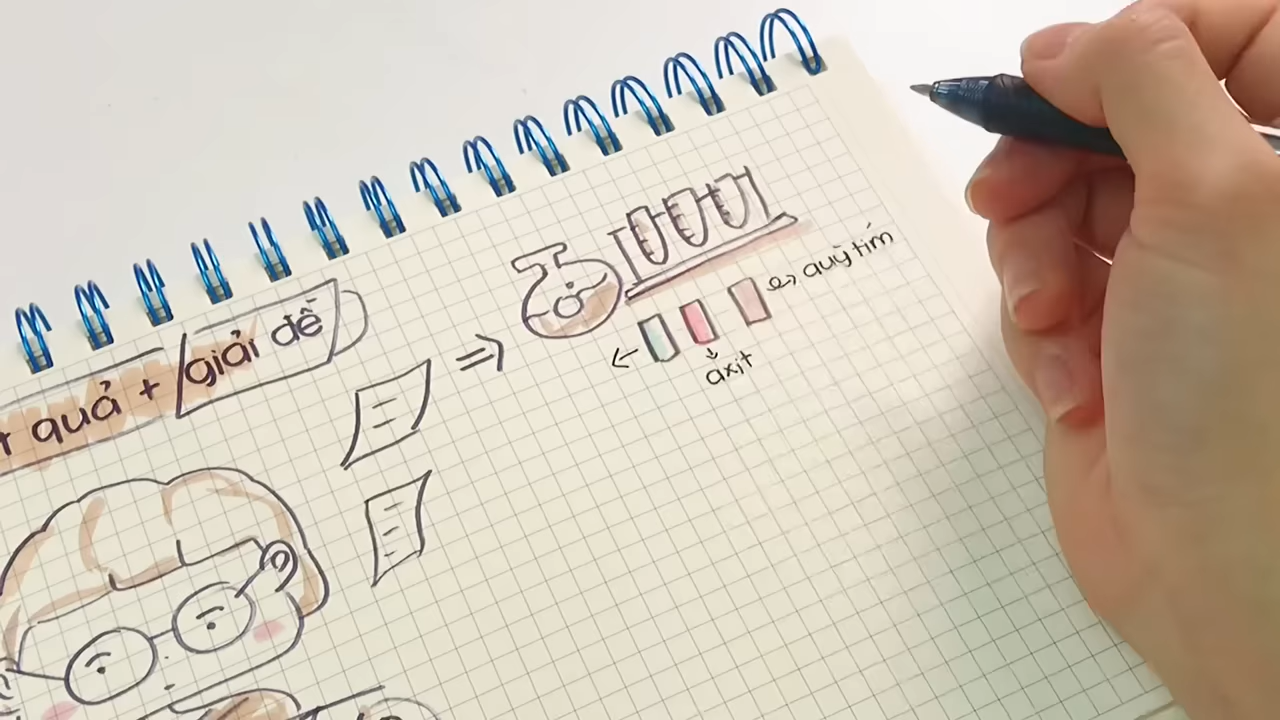 quả + giải đề
=>
quỳ tím
axit